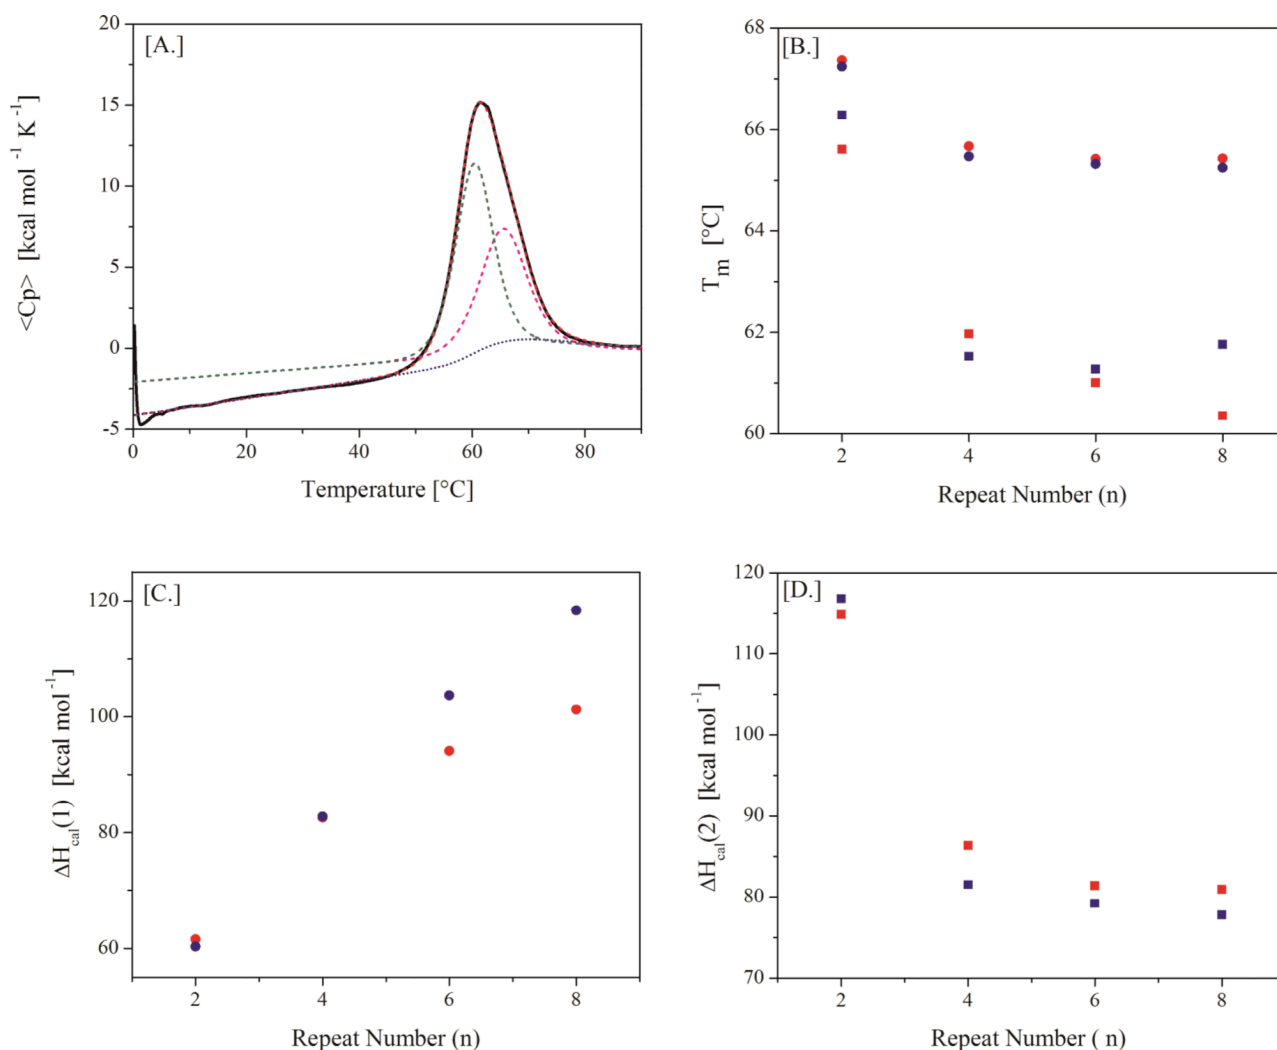 [A.]
20
15
10
5
0
-5
<Cp> [kcal mol -1 K -1]
0 20 40 60 80
Temperature [°C]
[B.]
68
66
64
62
60
Tm [°C]
2 4 6 8
Repeat Number (n)
[C.]
120
100
80
60
ΔHcal(1) [kcal mol -1]
2 4 6 8
Repeat Number (n)
[D.]
120
110
100
90
80
70
ΔHcal(2) [kcal mol -1]
2 4 6 8
Repeat Number ( n)